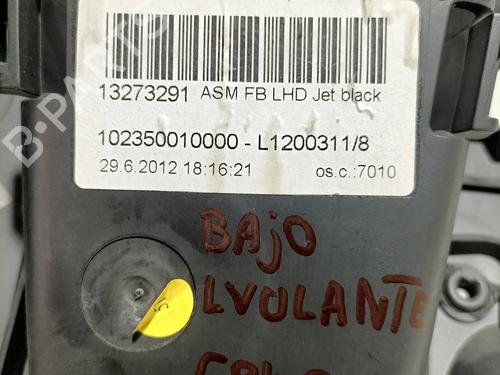 B-PARTS
13273291 ASM FB LHD Jet black
102350010000 - L1200311/8
29.6.2012 18:16:21 os.c.:7010
BAJO
LVOLANTE